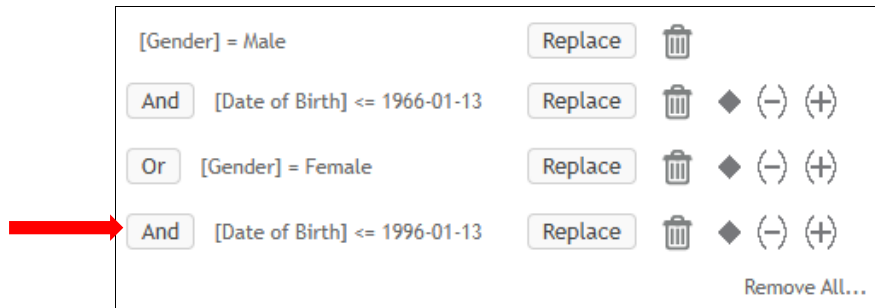 [Gender] = Male Replace
And [Date of Birth] <= 1966-01-13 Replace (-) (+)
Or [Gender] = Female Replace (-) (+)
And [Date of Birth] <= 1996-01-13 Replace (-) (+)
Remove All...